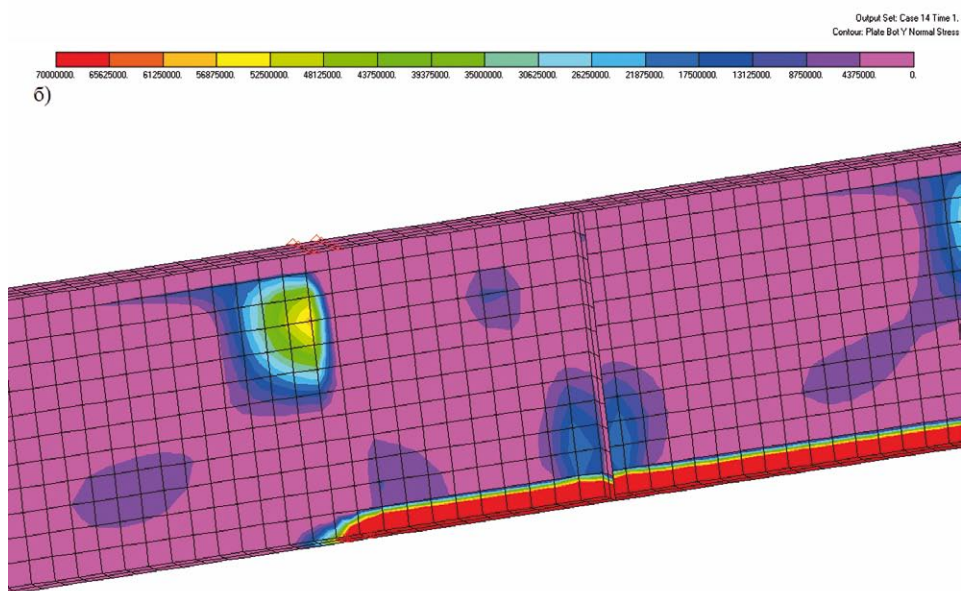 Output Set: Case 14 Time 1.
Contour: Plate Bot Y Normal Stress
70000000. 65625000. 61250000. 56875000. 52500000. 48125000. 43750000. 39375000. 35000000. 30625000. 26250000. 21875000. 17500000. 13125000. 8750000. 4375000. 0.
б)